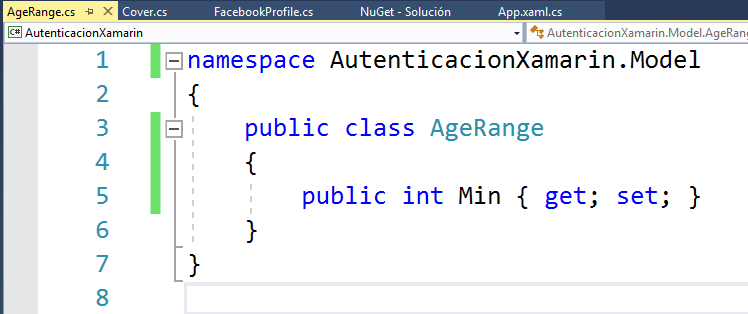 AgeRange.cs Cover.cs FacebookProfile.cs NuGet - Solución App.xaml.cs
C# AutenticacionXamarin AutenticacionXamarin.Model.AgeRang
1 namespace AutenticacionXamarin.Model
2 {
3 public class AgeRange
4 {
5 public int Min { get; set; }
6 }
7 }
8